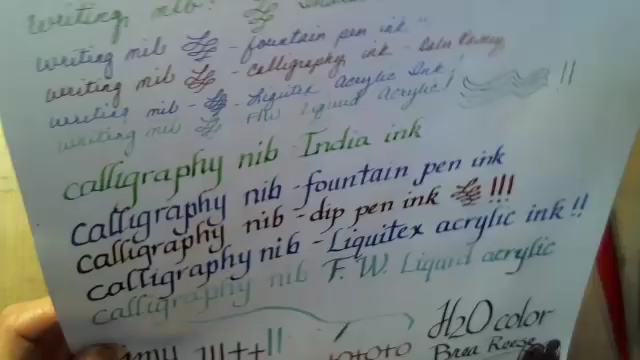 writing nib!
writing nib - fountain pen ink
writing nib - calligraphy ink
writing nib - Liquitex Acrylic Ink!
writing nib FW Liquid Acrylic! !!
calligraphy nib - India ink
calligraphy nib - fountain pen ink
calligraphy nib - dip pen ink !!!
calligraphy nib - Liquitex acrylic ink !!
calligraphy nib F. W. Liquid acrylic
H2O color
Brea Reese